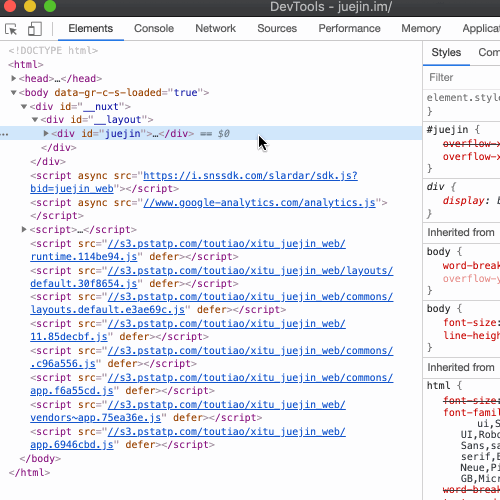 DevTools - juejin.im/
Elements Console Network Sources Performance Memory
<!DOCTYPE html>
<html>
<head>…</head>
<body data-gr-c-s-loaded="true">
<div id="__nuxt">
<div id="__layout">
<div id="juejin">…</div> == $0
</div>
</div>
<script async src="https://i.snssdk.com/slardar/sdk.js?
bid=juejin_web"></script>
<script async src="//www.google-analytics.com/analytics.js">
</script>
<script>…</script>
<script src="//s3.pstatp.com/toutiao/xitu_juejin_web/
runtime.114be94.js" defer></script>
<script src="//s3.pstatp.com/toutiao/xitu_juejin_web/layouts/
default.30f8654.js" defer></script>
<script src="//s3.pstatp.com/toutiao/xitu_juejin_web/commons/
layouts.default.e3ae69c.js" defer></script>
<script src="//s3.pstatp.com/toutiao/xitu_juejin_web/
11.85decbf.js" defer></script>
<script src="//s3.pstatp.com/toutiao/xitu_juejin_web/commons/
.c96a556.js" defer></script>
<script src="//s3.pstatp.com/toutiao/xitu_juejin_web/commons/
app.f6a55cd.js" defer></script>
<script src="//s3.pstatp.com/toutiao/xitu_juejin_web/
vendors~app.75ea36e.js" defer></script>
<script src="//s3.pstatp.com/toutiao/xitu_juejin_web/
app.6946cbd.js" defer></script>
</body>
</html>
Styles Com
Filter
element.style
}
#juejin {
overflow-x
overflow-x
}
div {
display: b
}
Inherited from
body {
word-break
overflow-y
}
body {
font-size:
line-heigh
}
Inherited from
html {
font-size:
font-famil
ui,S
UI,Robo
Sans,sa
serif,E
Neue,Pi
GB,Micr
word-break